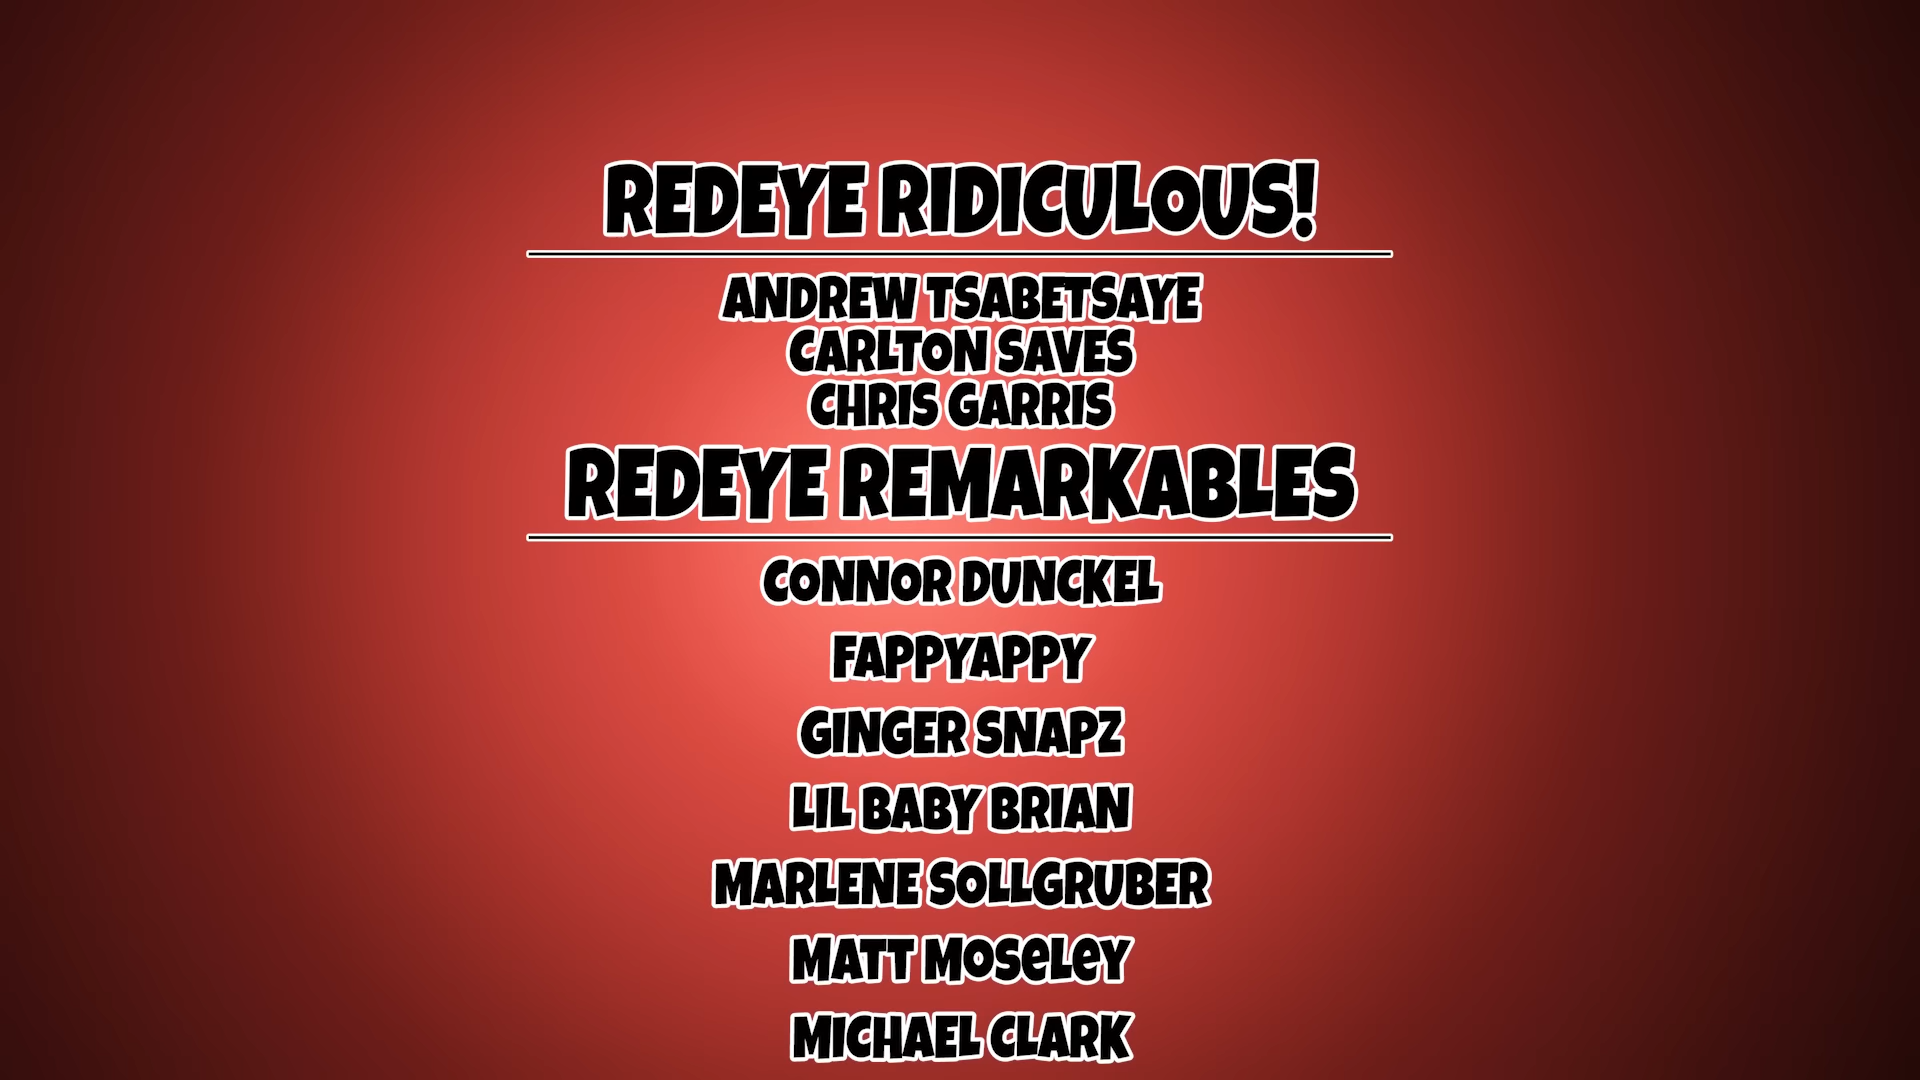 REDEYE RIDICULOUS!
ANDREW TSABETSAYE
CARLTON SAVES
CHRIS GARRIS
REDEYE REMARKABLES
CONNOR DUNCKEL
FAPPYAPPY
GINGER SNAPZ
LIL BABY BRIAN
MARLENE SOLLGRUBER
MATT MOSeLeY
MICHAEL CLARK